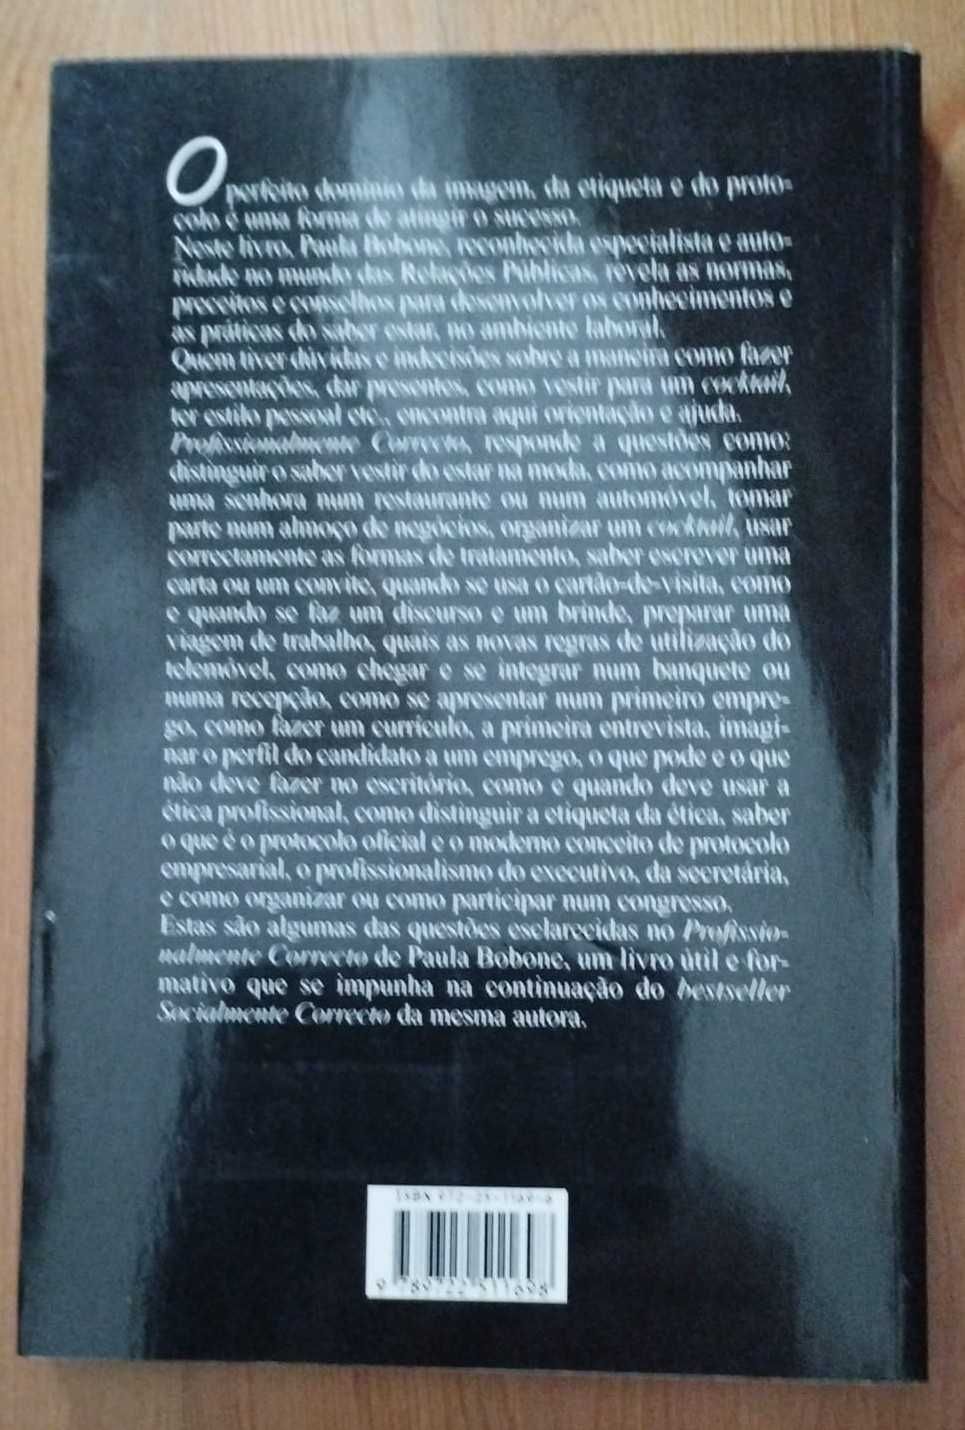 O perfeito domínio da imagem, da etiqueta e do proto-
colo é uma forma de atingir o sucesso.
Neste livro, Paula Bobone, reconhecida especialista e auto-
ridade no mundo das Relações Públicas, revela as normas,
preceitos e conselhos para desenvolver os conhecimentos e
as práticas do saber estar, no ambiente laboral.
Quem tiver dúvidas e indecisões sobre a maneira como fazer
apresentações, dar presentes, como vestir para um cocktail,
ter estilo pessoal etc., encontra aqui orientação e ajuda.
Profissionalmente Correcto, responde a questões como:
distinguir o saber vestir do estar na moda, como acompanhar
uma senhora num restaurante ou num automóvel, tomar
parte num almoço de negócios, organizar um cocktail, usar
correctamente as formas de tratamento, saber escrever uma
carta ou um convite, quando se usa o cartão-de-visita, como
e quando se faz um discurso e um brinde, preparar uma
viagem de trabalho, quais as novas regras de utilização do
telemóvel, como chegar e se integrar num banquete ou
numa recepção, como se apresentar num primeiro empre-
go, como fazer um currículo, a primeira entrevista, imagi-
nar o perfil do candidato a um emprego, o que pode e o que
não deve fazer no escritório, como e quando deve usar a
ética profissional, como distinguir a etiqueta da ética, saber
o que é o protocolo oficial e o moderno conceito de protocolo
empresarial, o profissionalismo do executivo, da secretária,
e como organizar ou como participar num congresso.
Estas são algumas das questões esclarecidas no Profissio-
nalmente Correcto de Paula Bobone, um livro útil e for-
mativo que se impunha na continuação do bestseller
Socialmente Correcto da mesma autora.
ISBN